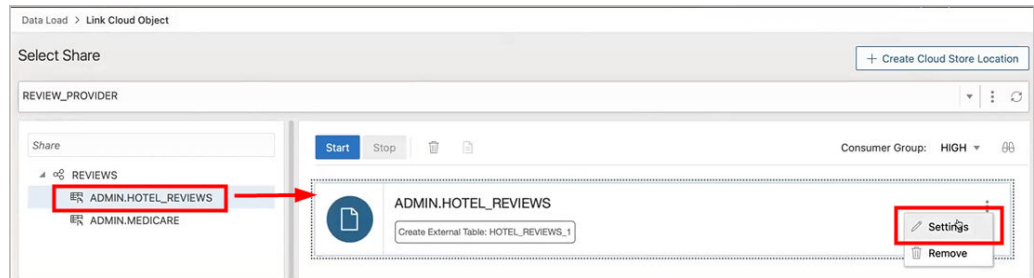 Data Load > Link Cloud Object
Select Share
+ Create Cloud Store Location
REVIEW_PROVIDER
Share
REVIEWS
ADMIN.HOTEL_REVIEWS
ADMIN.MEDICARE
Start Stop
Consumer Group: HIGH
ADMIN.HOTEL_REVIEWS
Create External Table: HOTEL_REVIEWS_1
Settings
Remove